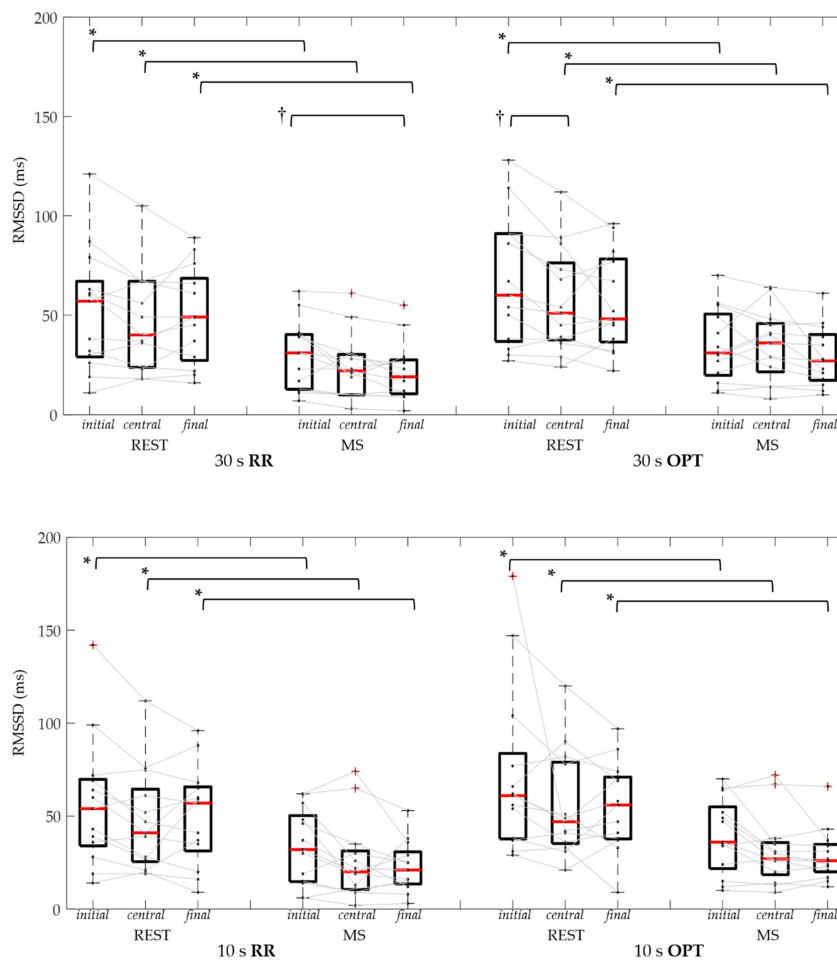 200
150
100
50
0
RMSSD (ms)
* * * †
* * * †
initial central final initial central final initial central final initial central final
REST MS REST MS
30 s RR 30 s OPT
200
150
100
50
0
RMSSD (ms)
* * *
* * *
initial central final initial central final initial central final initial central final
REST MS REST MS
10 s RR 10 s OPT